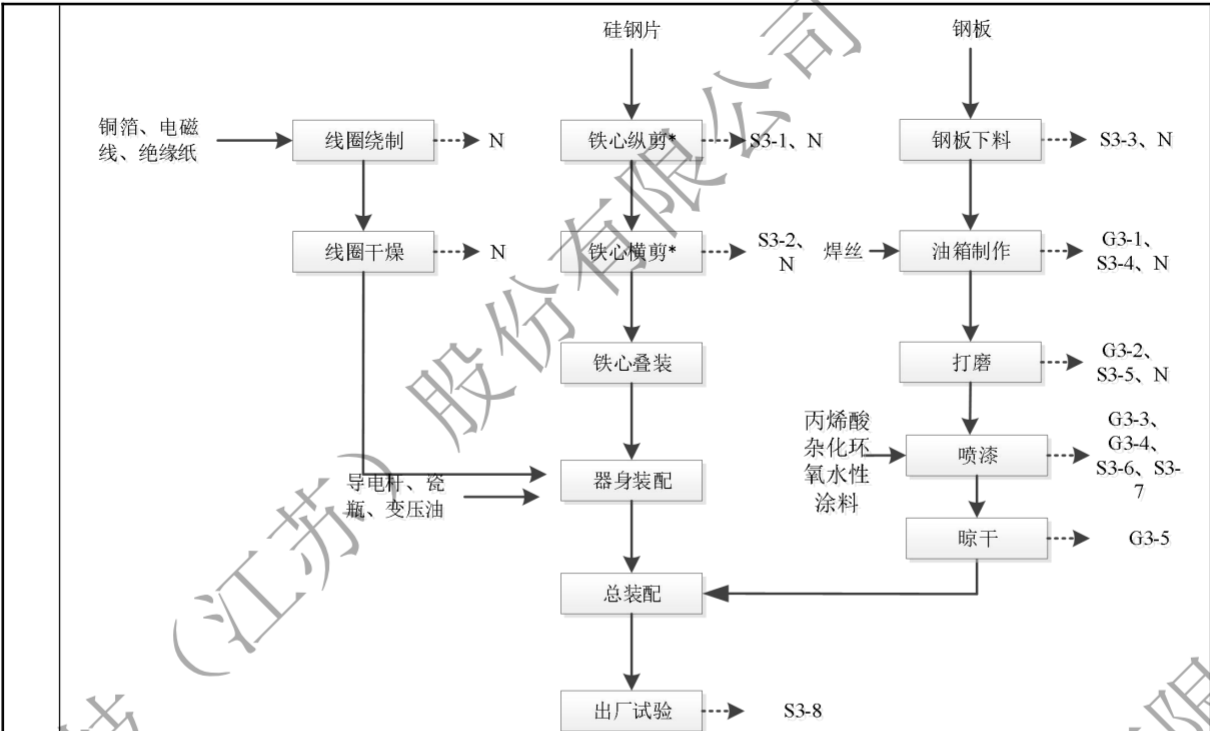 硅钢片
钢板
铜箔、电磁
线、绝缘纸
线圈绕制
N
铁心纵剪*
S3-1、N
钢板下料
S3-3、N
线圈干燥
N
铁心横剪*
S3-2、
N
焊丝
油箱制作
G3-1、
S3-4、N
铁心叠装
打磨
G3-2、
S3-5、N
丙烯酸
杂化环
氧水性
涂料
喷漆
G3-3、
G3-4、
S3-6、S3-
7
导电杆、瓷
瓶、变压油
器身装配
晾干
G3-5
总装配
出厂试验
S3-8
（江苏）股份有限公司
有限